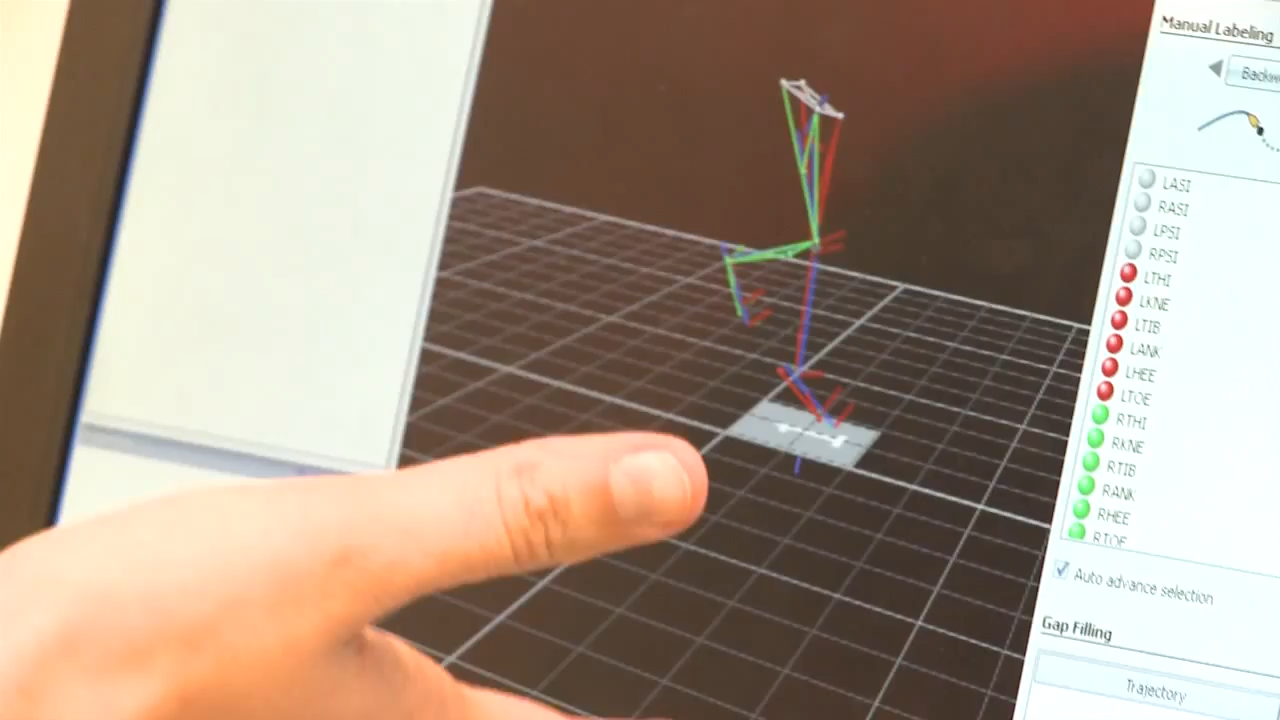 Manual Labeling
LASI
RASI
LPSI
RPSI
LTHI
LKNE
LTIB
LANK
LHEE
LTOE
RTHI
RKNE
RTIB
RANK
RHEE
RTOE
Auto advance selection
Gap Filling
Trajectory